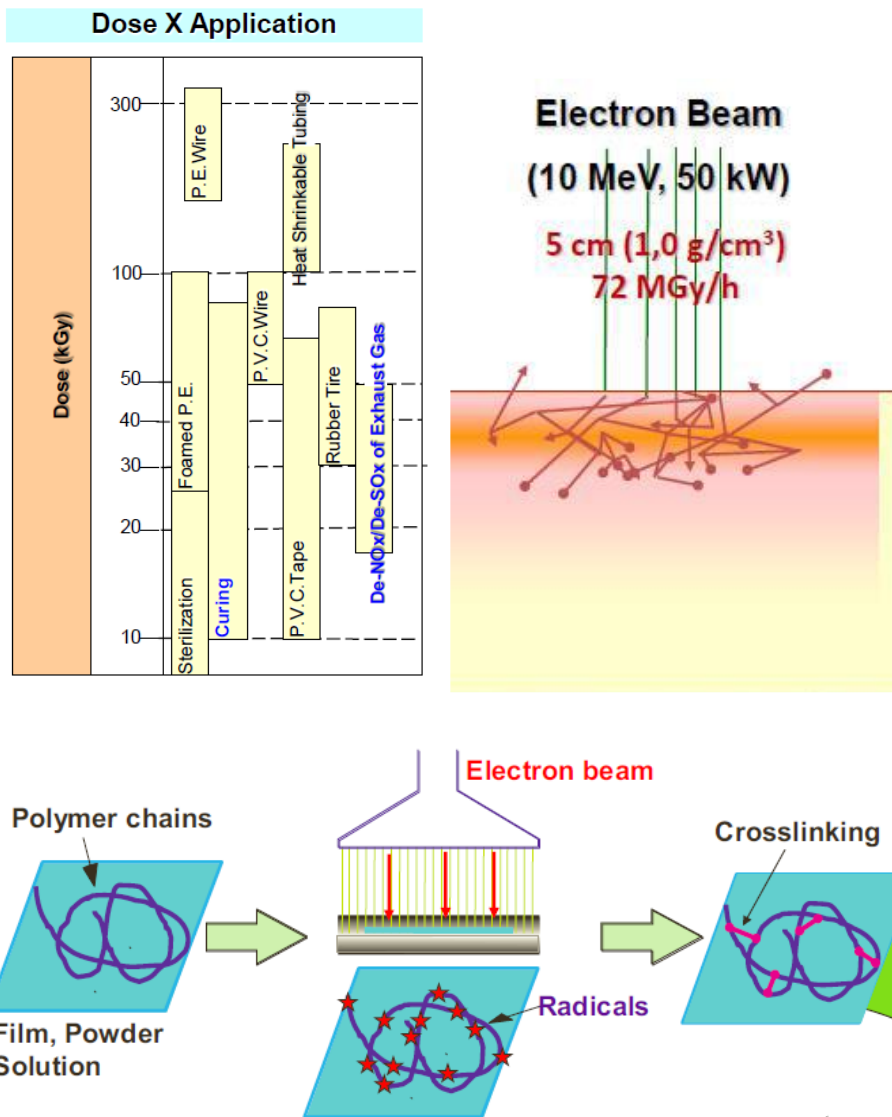 Dose X Application
Dose (kGy)
300
100
50
40
30
20
10
P.E.Wire
Heat Shrinkable Tubing
Foamed P.E.
P.V.C.Wire
Rubber Tire
De-NOx/De-SOx of Exhaust Gas
Sterilization
Curing
P.V.C.Tape
Electron Beam
(10 MeV, 50 kW)
5 cm (1,0 g/cm³)
72 MGy/h
Electron beam
Polymer chains
Crosslinking
Radicals
Film, Powder
Solution